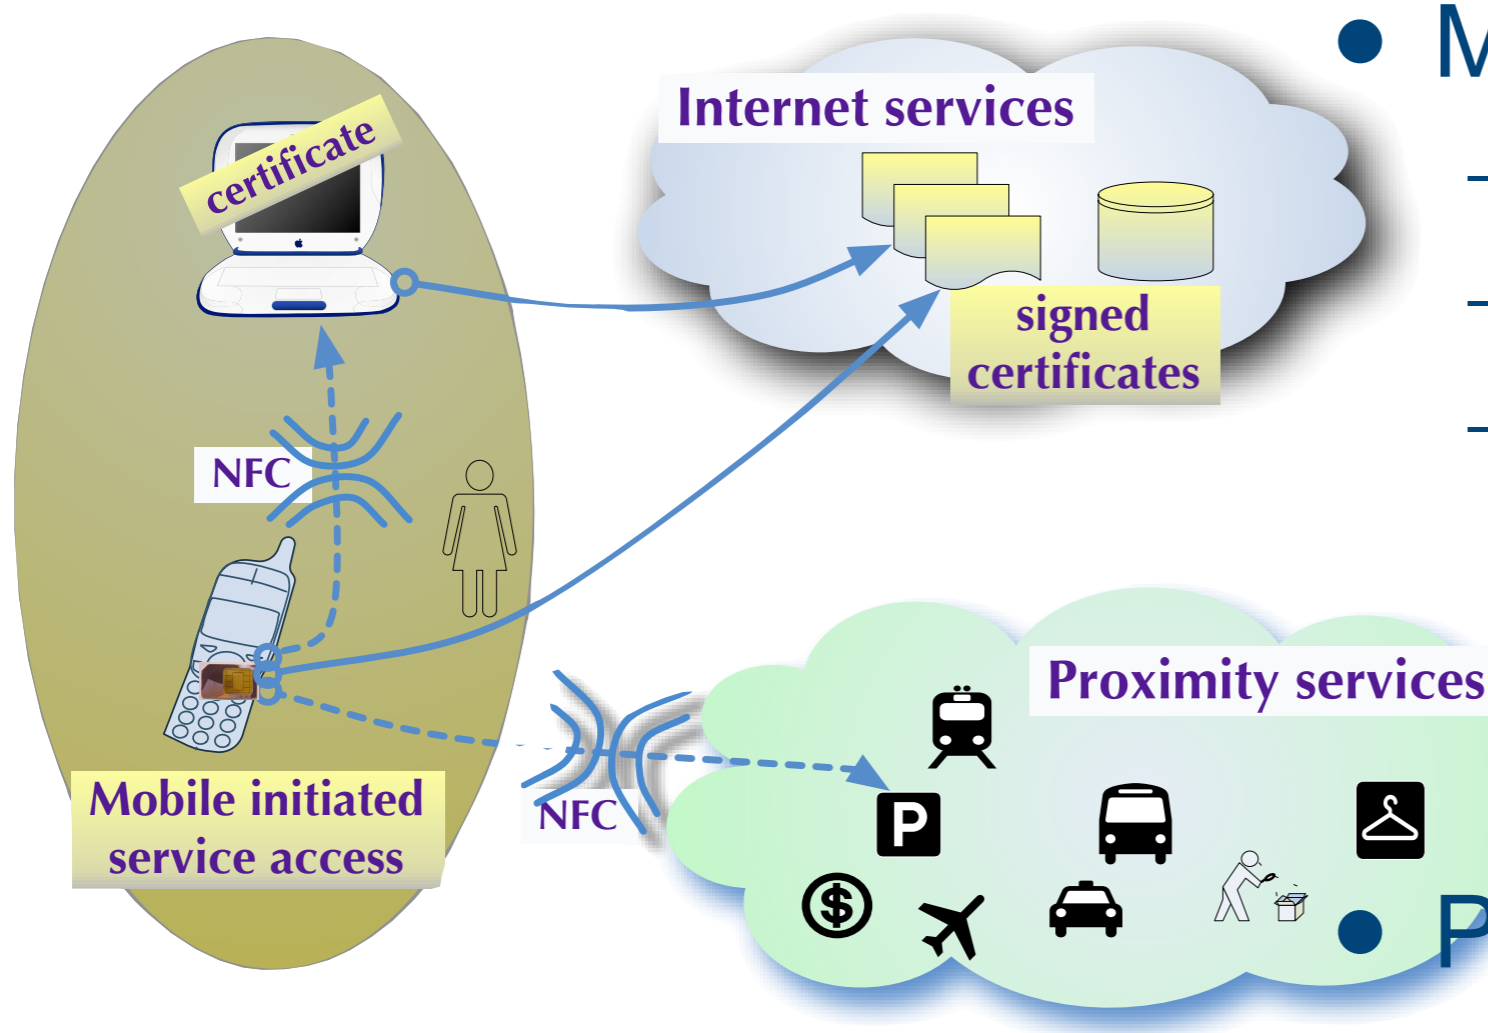 certificate
Internet services
signed
certificates
NFC
Proximity services
Mobile initiated
service access
NFC
P
$
M
P